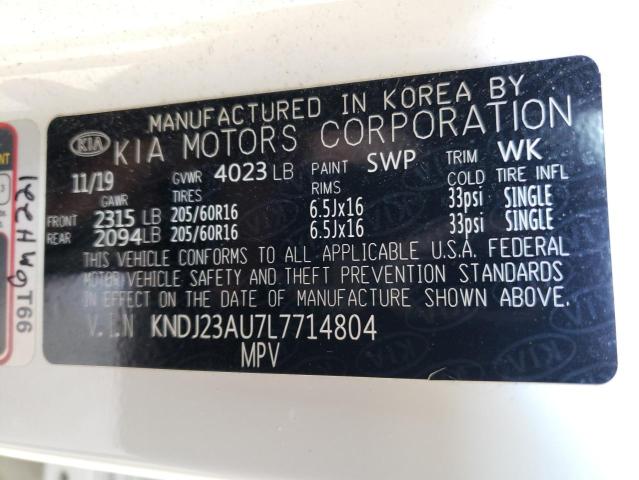 MANUFACTURED IN KOREA BY
KIA KIA MOTORS CORPORATION
11/19 GVWR 4023 LB PAINT SWP TRIM WK
GAWR TIRES RIMS COLD TIRE INFL
FRONT 2315 LB 205/60R16 6.5Jx16 33psi SINGLE
REAR 2094 LB 205/60R16 6.5Jx16 33psi SINGLE
THIS VEHICLE CONFORMS TO ALL APPLICABLE U.S.A. FEDERAL
MOTOR VEHICLE SAFETY AND THEFT PREVENTION STANDARDS
IN EFFECT ON THE DATE OF MANUFACTURE SHOWN ABOVE.
V.I.N KNDJ23AU7L7714804
MPV